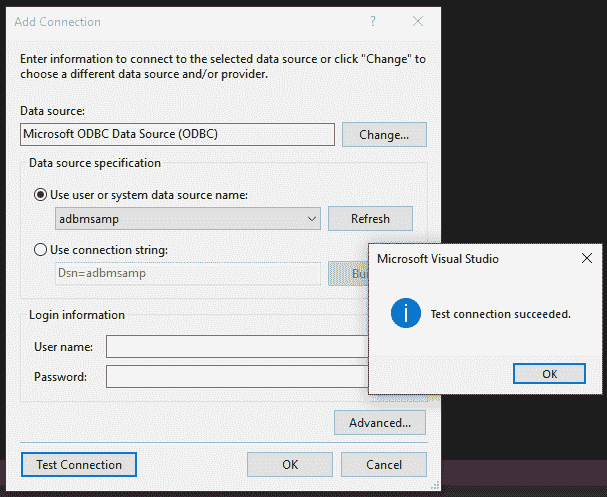 Add Connection
?
Enter information to connect to the selected data source or click "Change" to
choose a different data source and/or provider.
Data source:
Microsoft ODBC Data Source (ODBC)
Change...
Data source specification
Use user or system data source name:
adbmsamp
Refresh
Use connection string:
Dsn=adbmsamp
Microsoft Visual Studio
Test connection succeeded.
OK
Login information
User name:
Password:
Advanced...
Test Connection
OK
Cancel